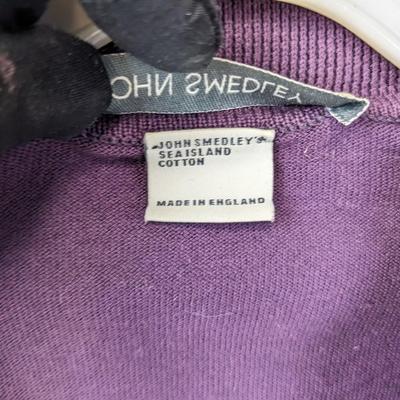 OHN SMEDLEY
JOHN SMEDLEY'S
SEA ISLAND
COTTON
MADE IN ENGLAND